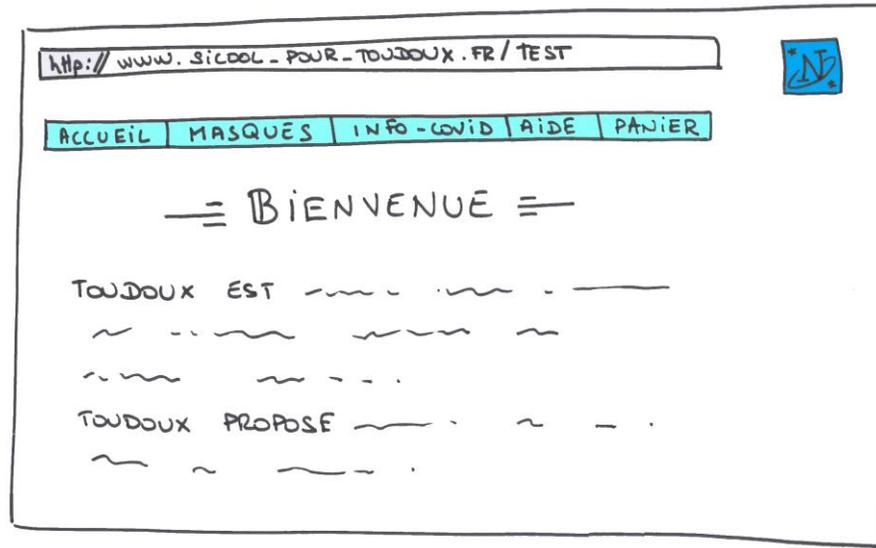 http:// www.sicool-pour-toudoux.fr/TEST
N
ACCUEiL MASQUES iNFO-COViD AiDE PANiER
BiENVENUE
TOUDOUX EST
TOUDOUX PROPOSE